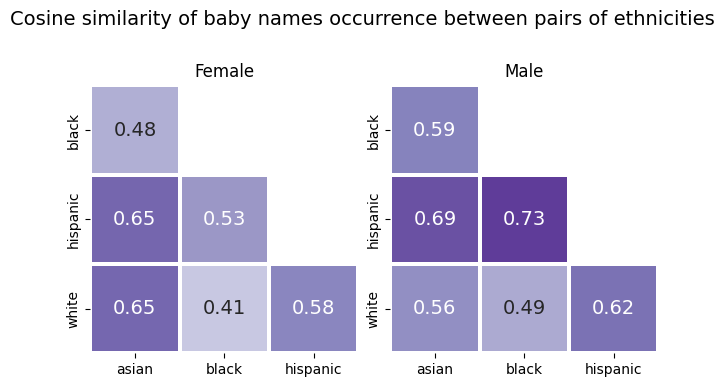 Cosine similarity of baby names occurrence between pairs of ethnicities
Female
black
0.48
hispanic
0.65 0.53
white
0.65 0.41 0.58
asian black hispanic
Male
black
0.59
hispanic
0.69 0.73
white
0.56 0.49 0.62
asian black hispanic